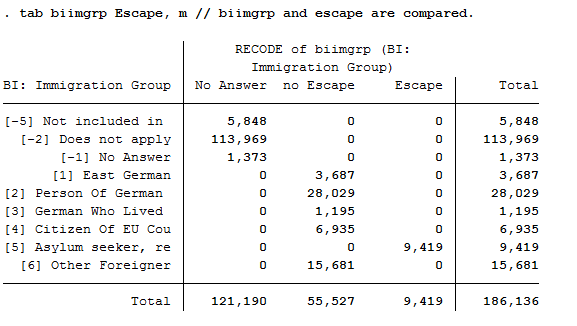 . tab biimgrp Escape, m // biimgrp and escape are compared.
RECODE of biimgrp (BI:
Immigration Group)
BI: Immigration Group No Answer no Escape Escape Total
[-5] Not included in 5,848 0 0 5,848
[-2] Does not apply 113,969 0 0 113,969
[-1] No Answer 1,373 0 0 1,373
[1] East German 0 3,687 0 3,687
[2] Person Of German 0 28,029 0 28,029
[3] German Who Lived 0 1,195 0 1,195
[4] Citizen Of EU Cou 0 6,935 0 6,935
[5] Asylum seeker, re 0 0 9,419 9,419
[6] Other Foreigner 0 15,681 0 15,681
Total 121,190 55,527 9,419 186,136